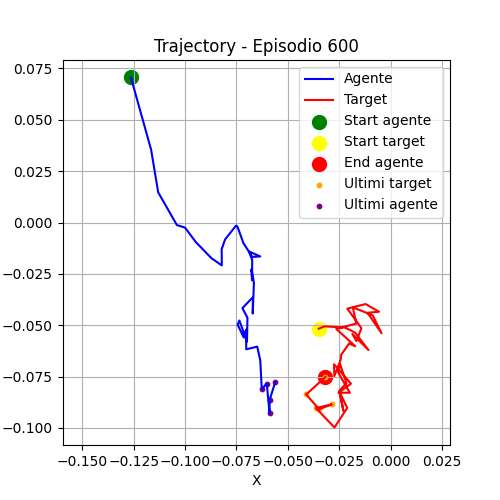 Trajectory - Episodio 600
Agente
Target
Start agente
Start target
End agente
Ultimi target
Ultimi agente
0.075
0.050
0.025
0.000
−0.025
−0.050
−0.075
−0.100
−0.150 −0.125 −0.100 −0.075 −0.050 −0.025 0.000 0.025
X